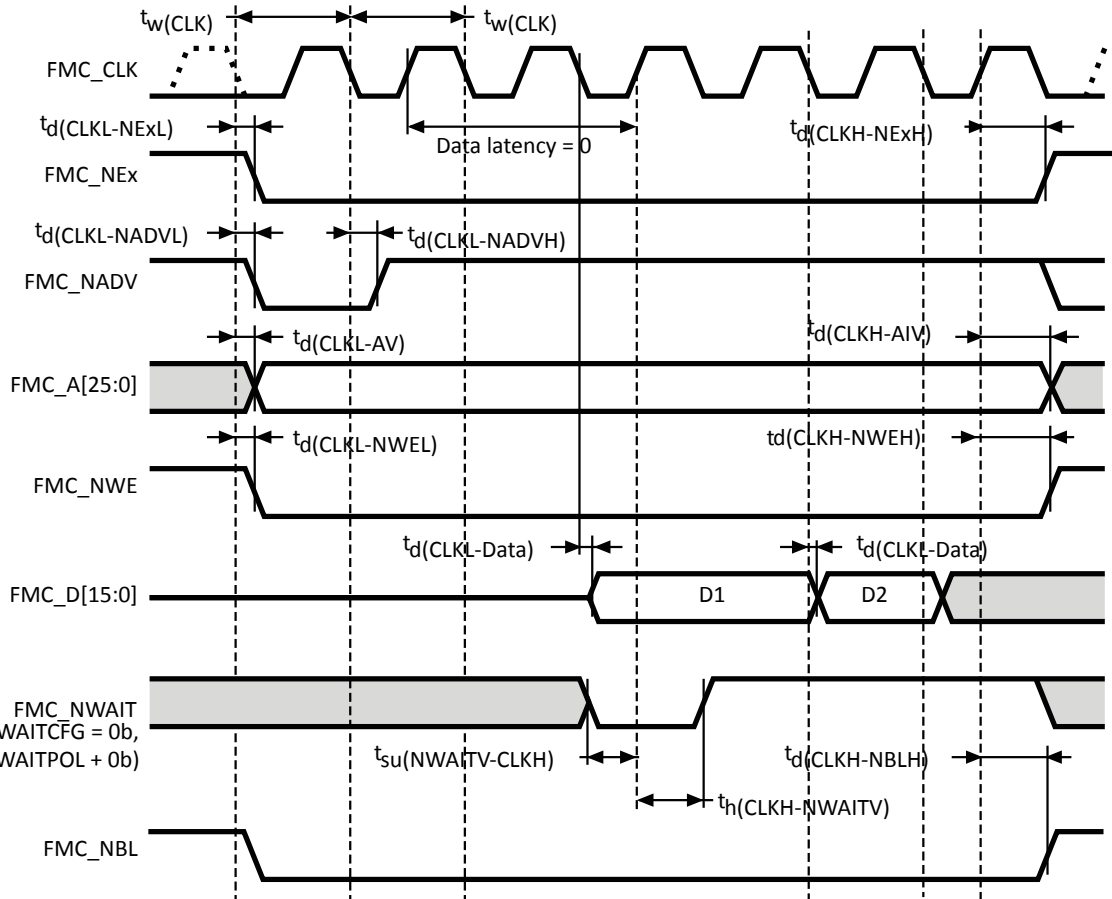 tw(CLK) tw(CLK)
FMC_CLK
td(CLKL-NExL) Data latency = 0 td(CLKH-NExH)
FMC_NEx
td(CLKL-NADVL) td(CLKL-NADVH)
FMC_NADV
td(CLKL-AV) td(CLKH-AIV)
FMC_A[25:0]
td(CLKL-NWEL) td(CLKH-NWEH)
FMC_NWE
td(CLKL-Data) td(CLKL-Data)
FMC_D[15:0] D1 D2
FMC_NWAIT
WAITCFG = 0b,
WAITPOL + 0b)
tsu(NWAITV-CLKH) td(CLKH-NBLH)
th(CLKH-NWAITV)
FMC_NBL